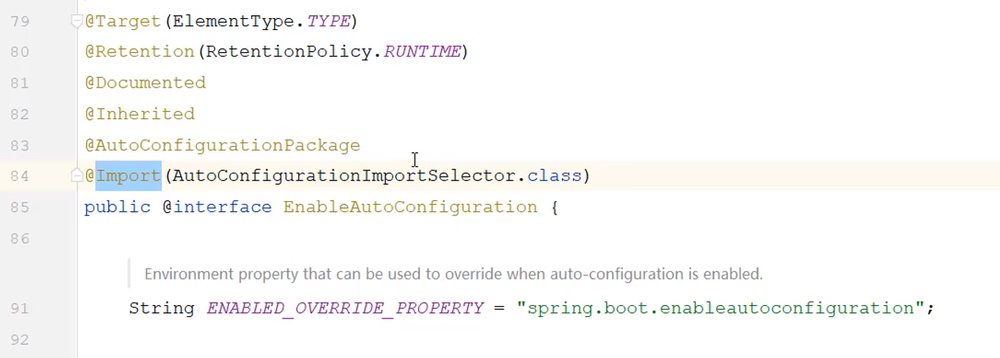 79 @Target(ElementType.TYPE)
80 @Retention(RetentionPolicy.RUNTIME)
81 @Documented
82 @Inherited
83 @AutoConfigurationPackage
84 @Import(AutoConfigurationImportSelector.class)
85 public @interface EnableAutoConfiguration {
86
Environment property that can be used to override when auto-configuration is enabled.
91 String ENABLED_OVERRIDE_PROPERTY = "spring.boot.enableautoconfiguration";
92